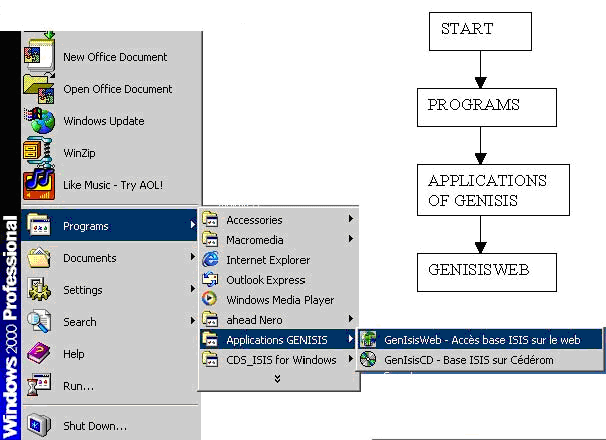 New Office Document
Open Office Document
Windows Update
WinZip
Like Music - Try AOL!
Programs
Documents
Settings
Search
Help
Run...
Shut Down...
Windows 2000 Professional
Accessories
Macromedia
Internet Explorer
Outlook Express
Windows Media Player
ahead Nero
Applications GENISIS
CDS_ISIS for Windows
GenIsisWeb - Accès base ISIS sur le web
GenIsisCD - Base ISIS sur Cédérom
START
PROGRAMS
APPLICATIONS
OF GENISIS
GENISISWEB